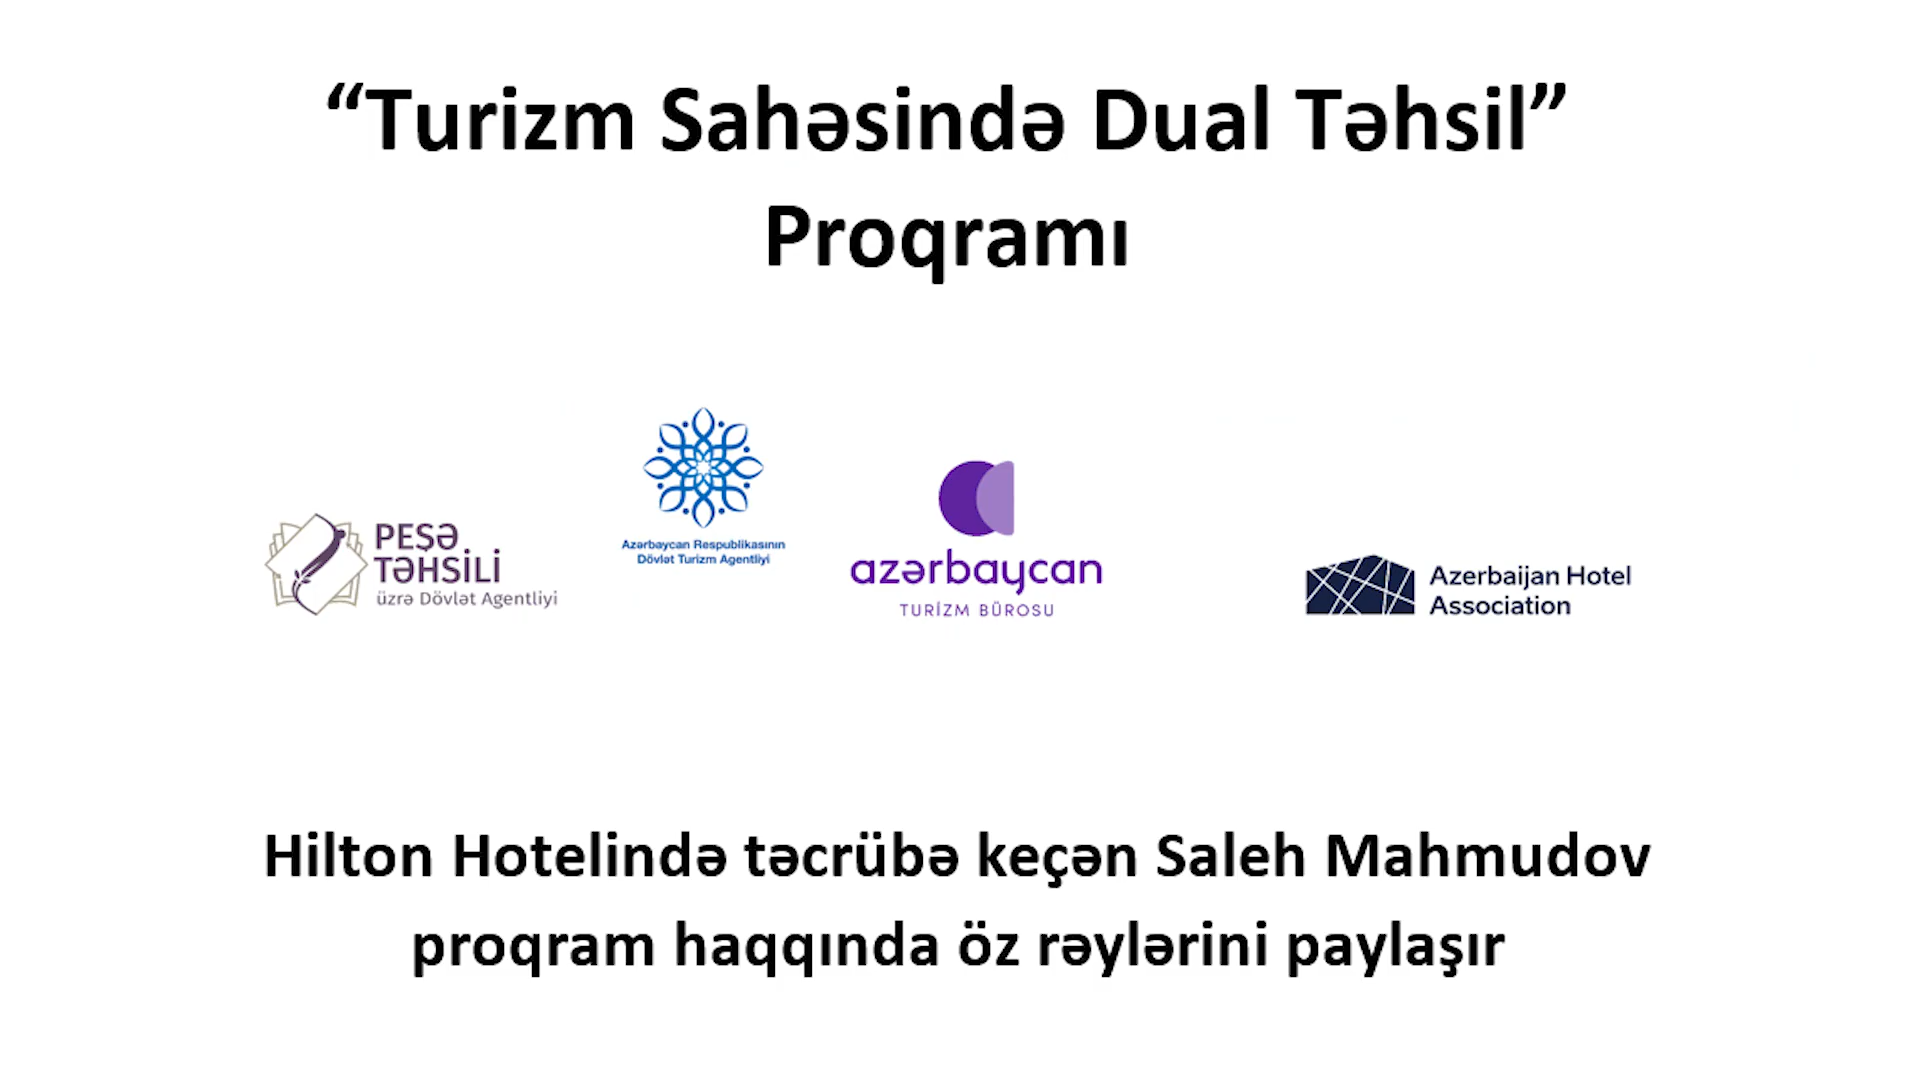 “Turizm Sahəsində Dual Təhsil”
Proqramı
PEŞƏ
TƏHSİLİ
üzrə Dövlət Agentliyi
Azərbaycan Respublikasının
Dövlət Turizm Agentliyi
azərbaycan
TURİZM BÜROSU
Azerbaijan Hotel
Association
Hilton Hotelində təcrübə keçən Saleh Mahmudov
proqram haqqında öz rəylərini paylaşır